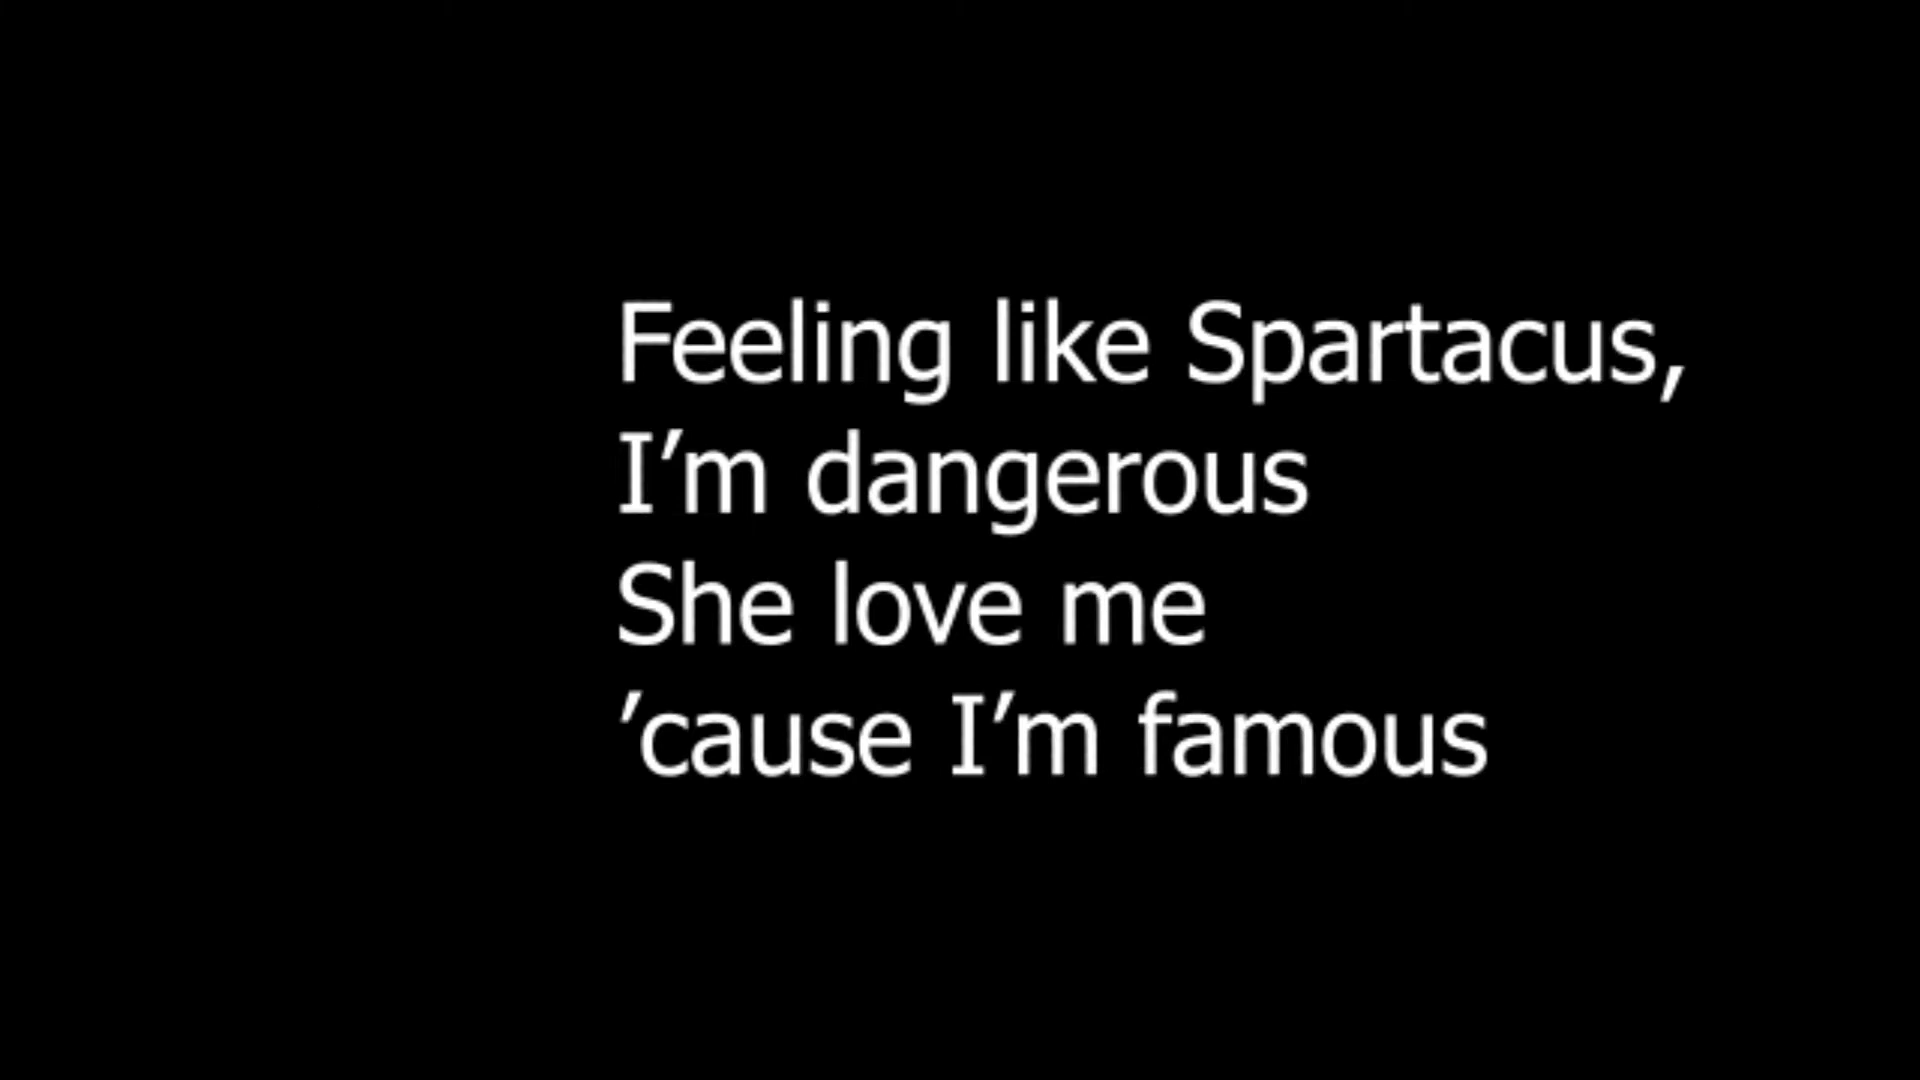 Feeling like Spartacus,
I’m dangerous
She love me
’cause I’m famous